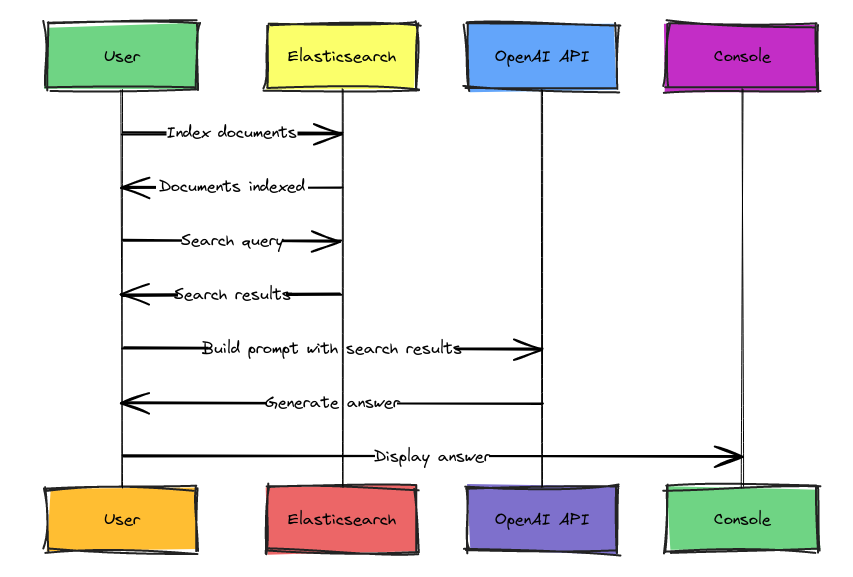 User
Elasticsearch
OpenAI API
Console
Index documents
Documents indexed
Search query
Search results
Build prompt with search results
Generate answer
Display answer
User
Elasticsearch
OpenAI API
Console